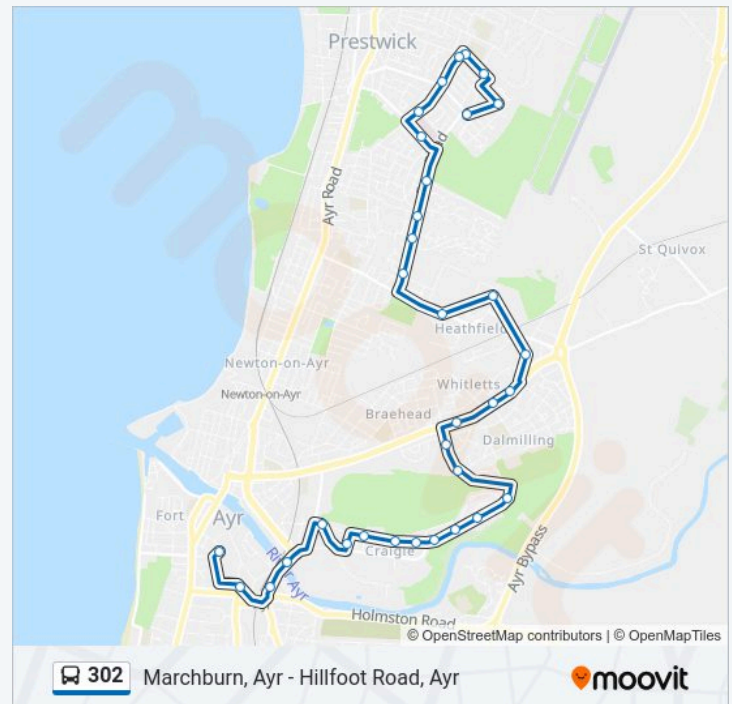 Prestwick
Ayr Road
St Quivox
Heathfield
Newton-on-Ayr
Newton-on-Ayr
Whitletts
Braehead
Dalmilling
Fort
Ayr
River Ayr
Craigie
Ayr Bypass
Holmston Road
© OpenStreetMap contributors | © OpenMapTiles
302 Marchburn, Ayr - Hillfoot Road, Ayr
moovit